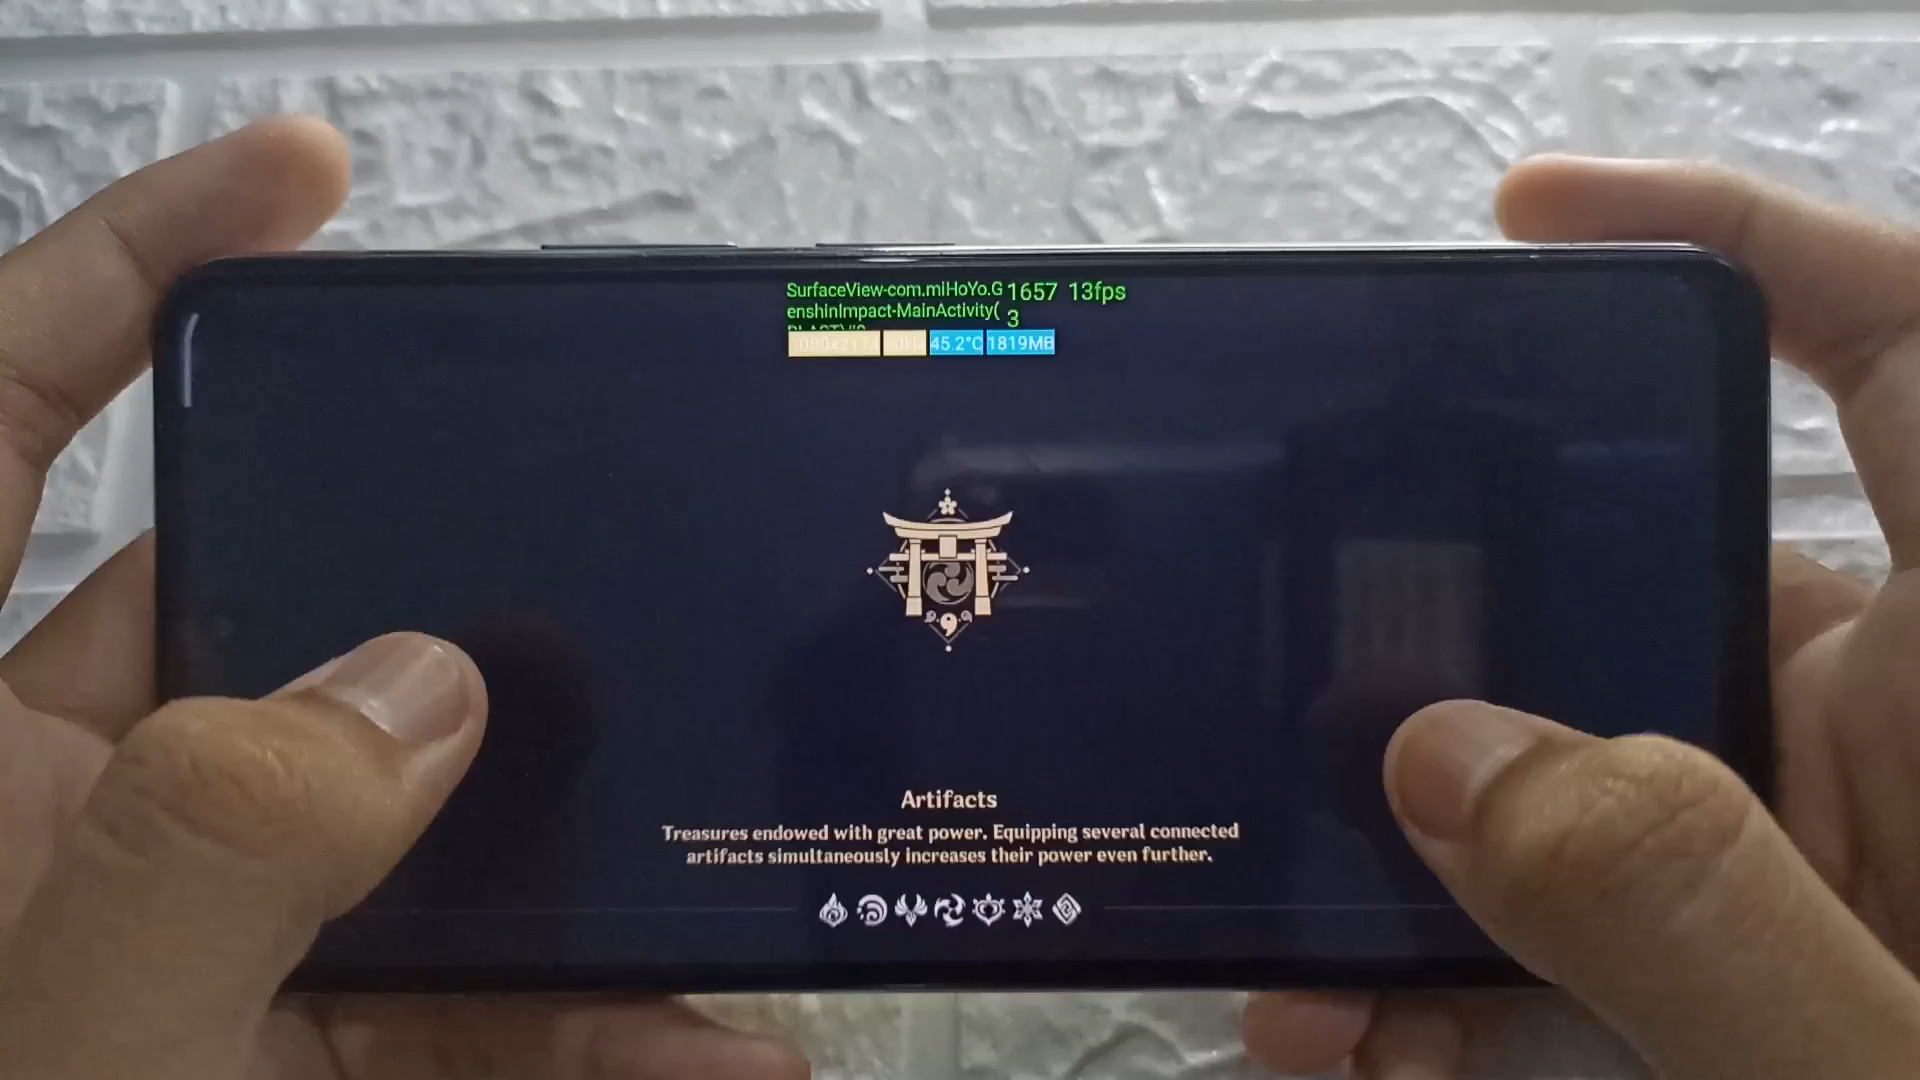 SurfaceView-com.miHoYo.G 1657 13fps
enshinImpact-MainActivity( 3
45.2°C 1819MB
Artifacts
Treasures endowed with great power. Equipping several connected
artifacts simultaneously increases their power even further.